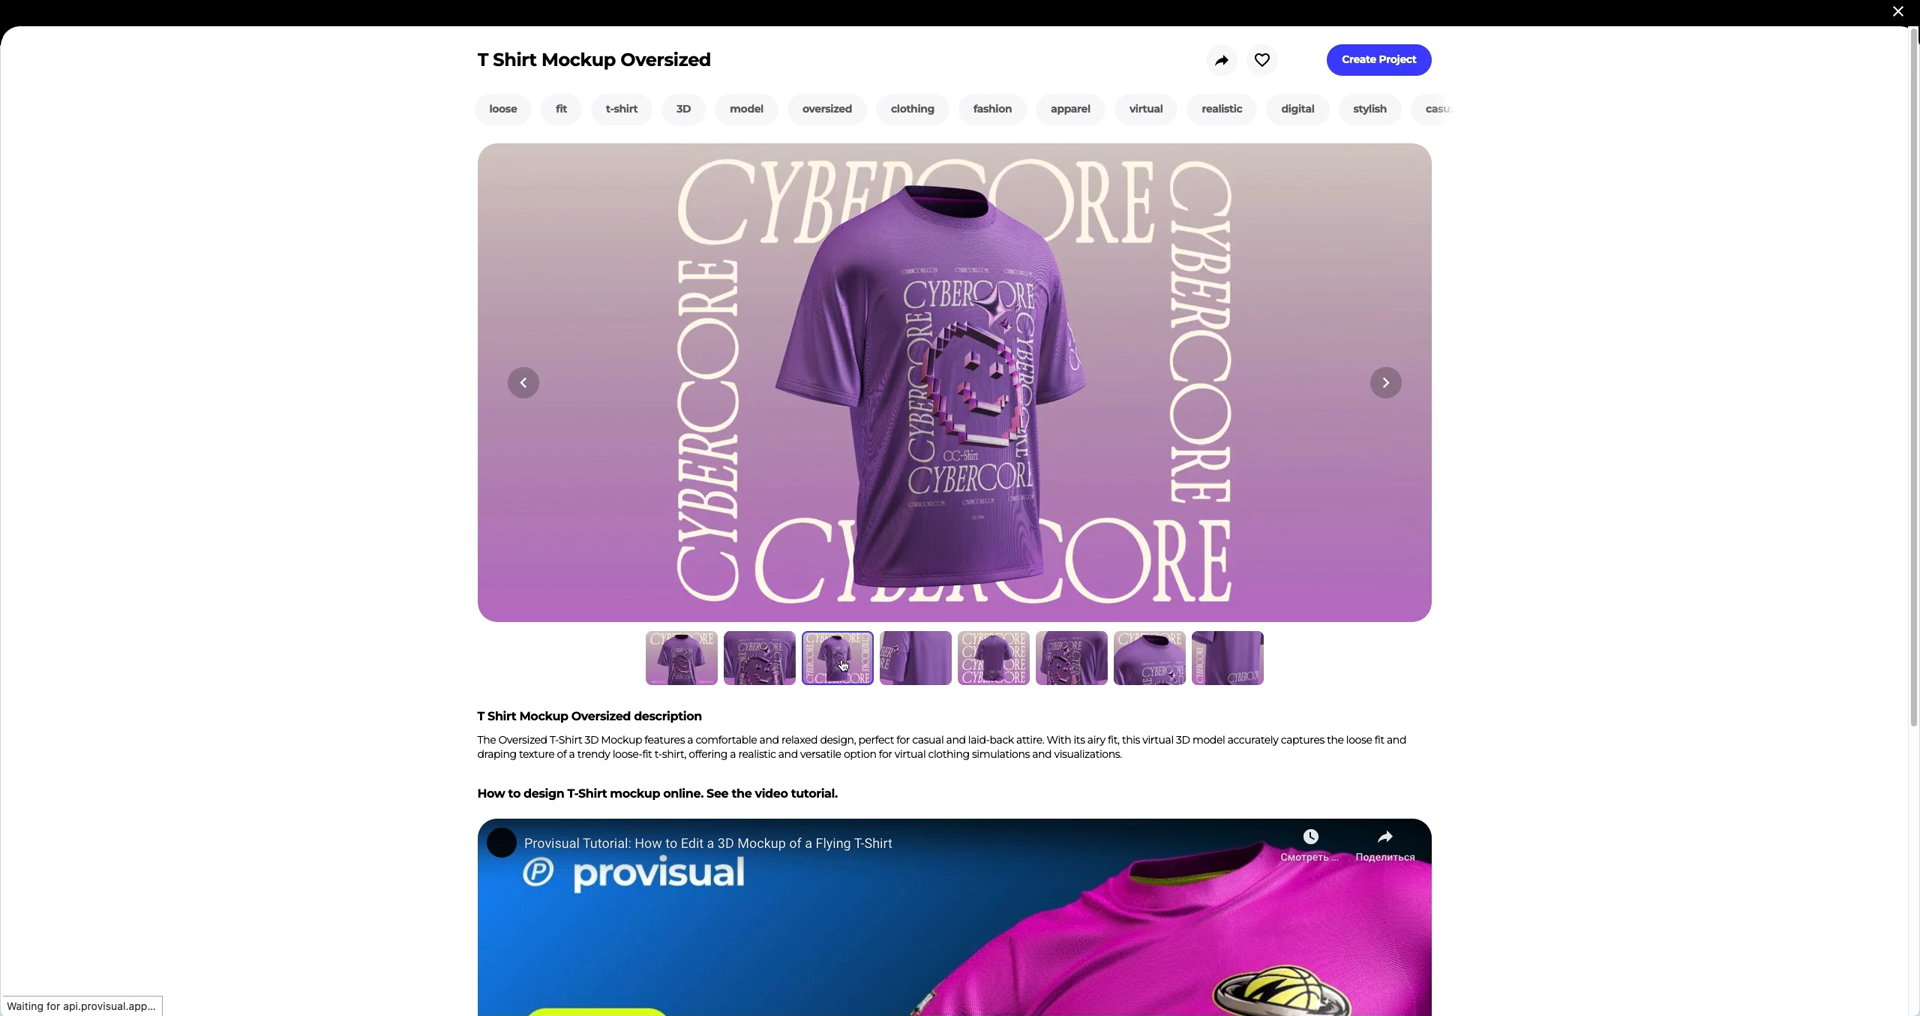 T Shirt Mockup Oversized
Create Project
loose fit t-shirt 3D model oversized clothing fashion apparel virtual realistic digital stylish
CYBERCORE
CYBERCORE
CYBERCORE
CYBERCORE
CYBERCORE
CYBERCORE
CC-Shirt
CYBERCORE
T Shirt Mockup Oversized description
The Oversized T-Shirt 3D Mockup features a comfortable and relaxed design, perfect for casual and laid-back attire. With its airy fit, this virtual 3D model accurately captures the loose fit and
draping texture of a trendy loose-fit t-shirt, offering a realistic and versatile option for virtual clothing simulations and visualizations.
How to design T-Shirt mockup online. See the video tutorial.
Provisual Tutorial: How to Edit a 3D Mockup of a Flying T-Shirt
Смотреть ...
Поделиться
provisual
Waiting for api.provisual.app...